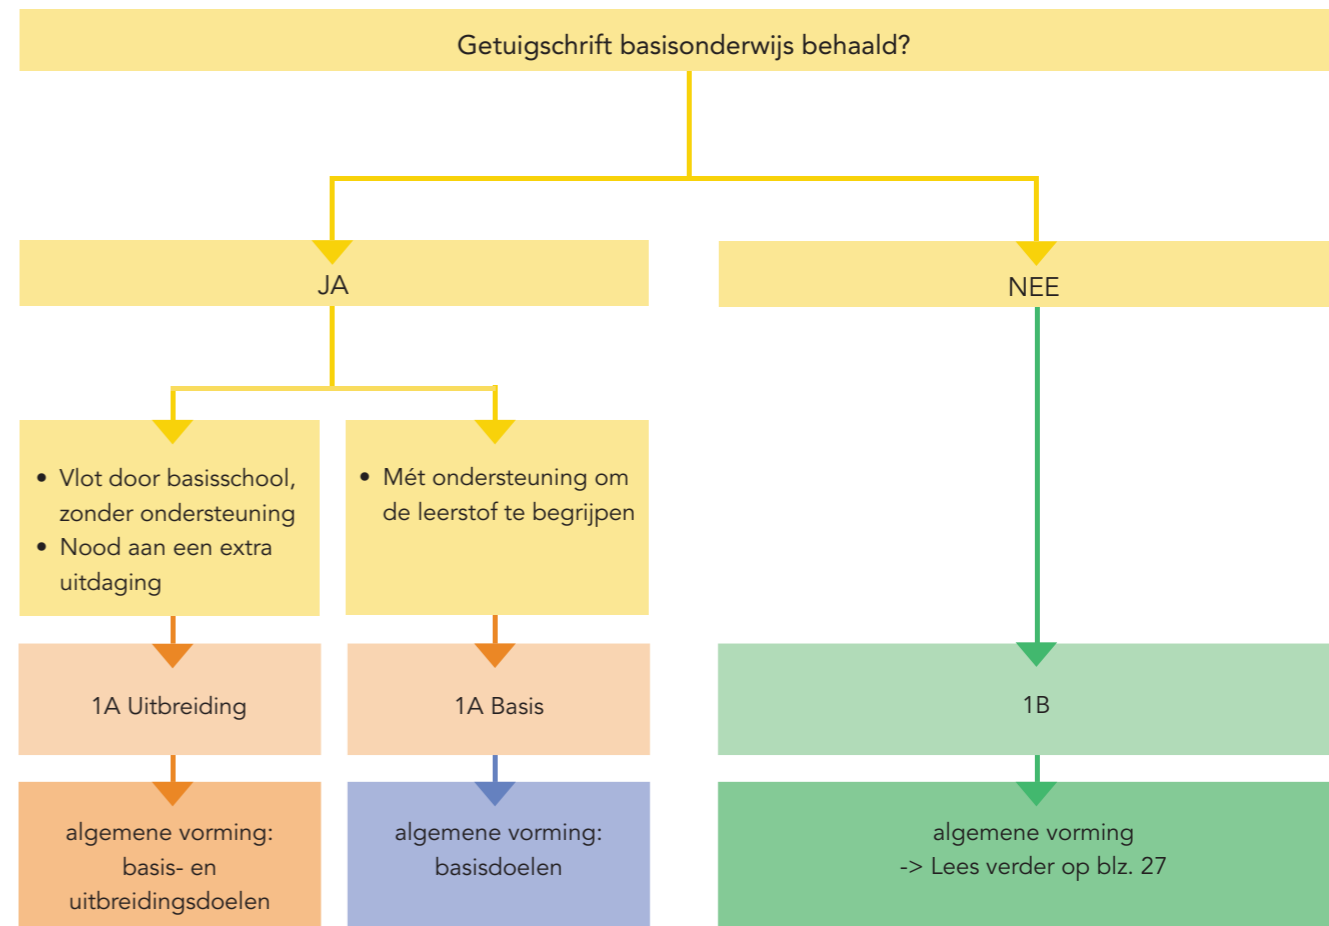 Getuigschrift basisonderwijs behaald?
JA
NEE
• Vlot door basisschool,
zonder ondersteuning
• Nood aan een extra
uitdaging
• Mét ondersteuning om
de leerstof te begrijpen
1A Uitbreiding
1A Basis
1B
algemene vorming:
basis- en
uitbreidingsdoelen
algemene vorming:
basisdoelen
algemene vorming
-> Lees verder op blz. 27